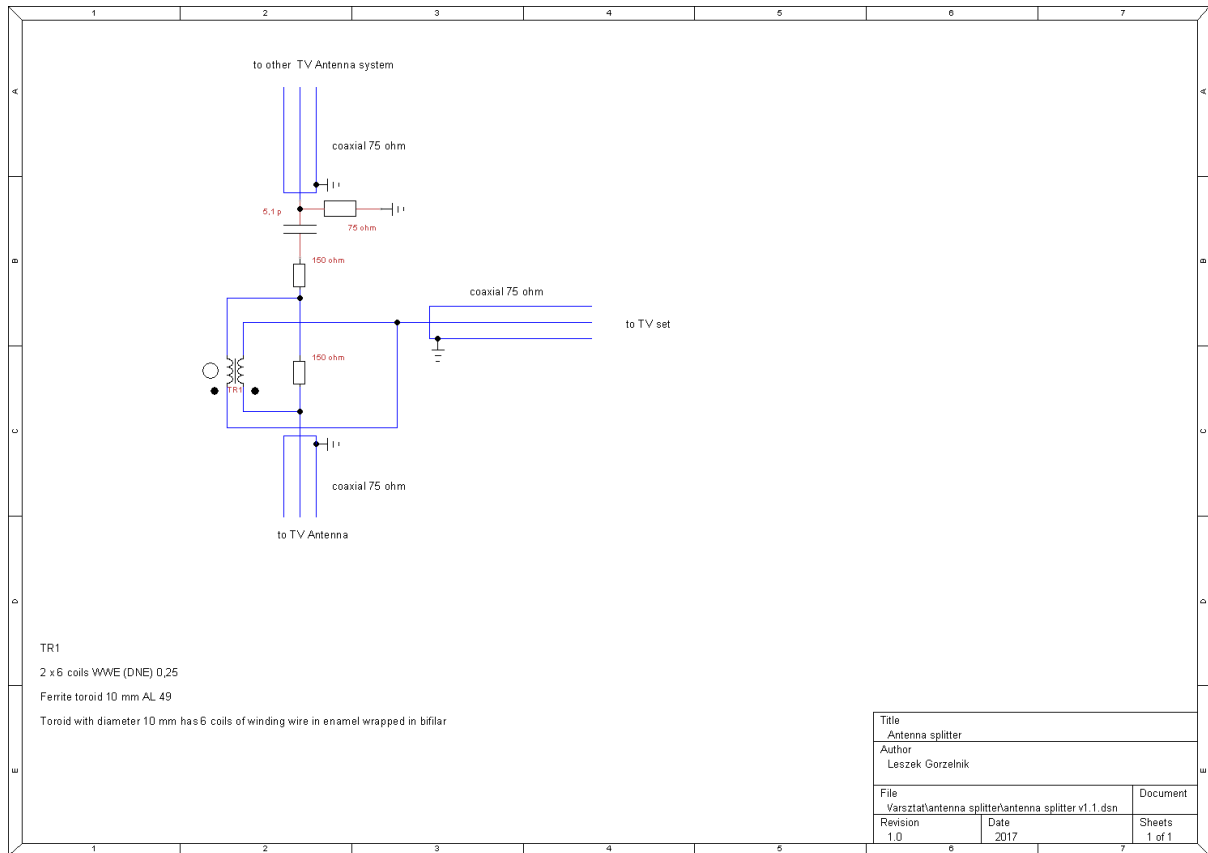 1 2 3 4 5 6 7
A
A
to other TV Antenna system
coaxial 75 ohm
5,1 p
75 ohm
B
B
150 ohm
coaxial 75 ohm
to TV set
150 ohm
TR1
C
C
coaxial 75 ohm
to TV Antenna
D
D
TR1
2 x 6 coils WWE (DNE) 0,25
Ferrite toroid 10 mm AL 49
Toroid with diameter 10 mm has 6 coils of winding wire in enamel wrapped in bifilar
Title
Antenna splitter
Author
Leszek Gorzelnik
E
E
File
Varsztat\antenna splitter\antenna splitter v1.1.dsn
Document
Revision
1.0
Date
2017
Sheets
1 of 1
1 2 3 4 5 6 7